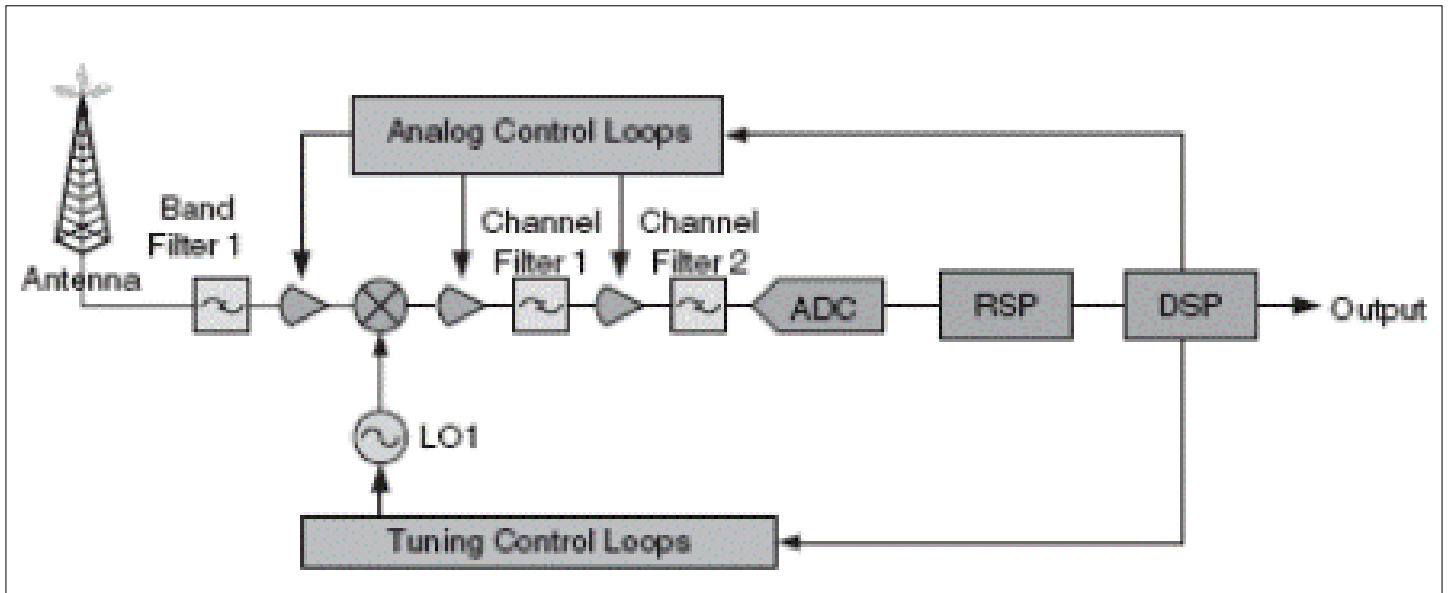 Analog Control Loops
Band
Filter 1
Channel
Filter 1
Channel
Filter 2
Antenna
ADC
RSP
DSP
Output
LO1
Tuning Control Loops